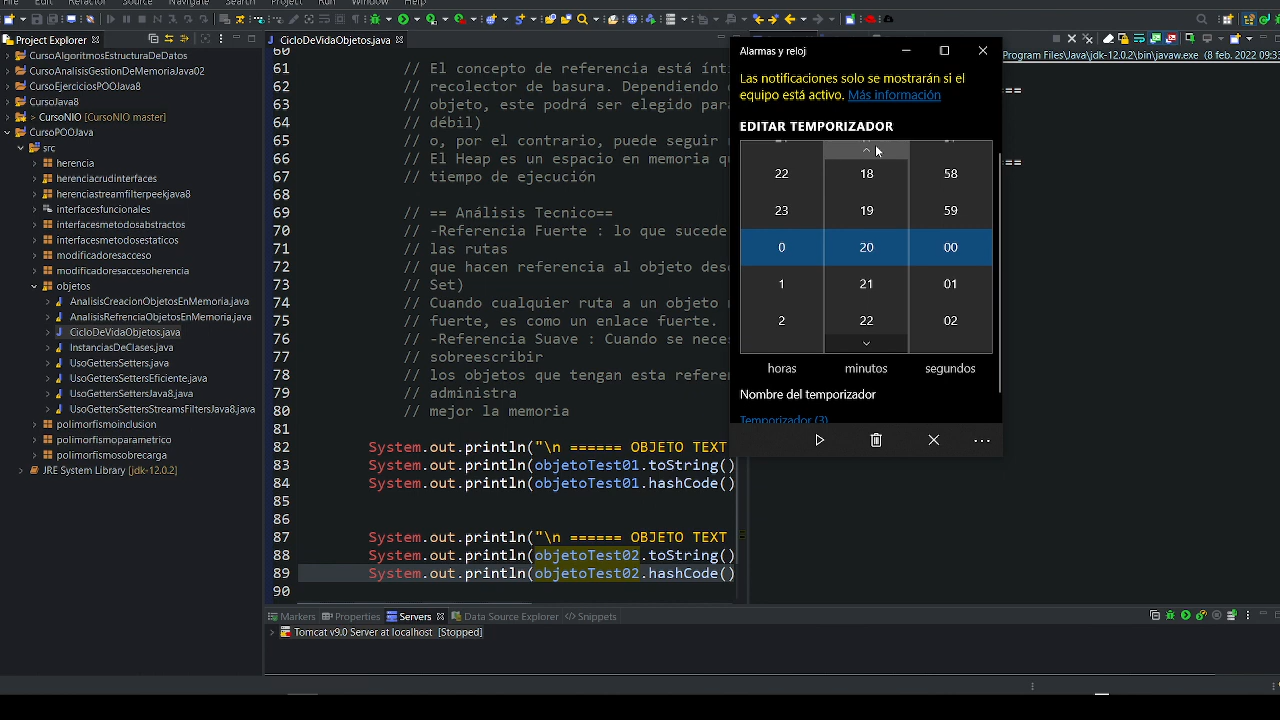 Edit
Refactor
Source
Navigate
Search
Project
Run
Window
Help
Project Explorer
CursoAlgoritmosEstructuraDeDatos
CursoAnalisisGestionDeMemoriaJava02
CursoEjerciciosPOOJava8
CursoJava8
> CursoNIO [CursoNIO master]
CursoPOOJava
src
herencia
herenciacrudinterfaces
herenciastreamfilterpeekjava8
interfacesfuncionales
interfacesmetodosabstractos
interfacesmetodosestaticos
modificadoresacceso
modificadoresaccesoherencia
objetos
AnalisisCreacionObjetosEnMemoria.java
AnalisisRefrenciaObjetosEnMemoria.java
CicloDeVidaObjetos.java
InstanciasDeClases.java
UsoGettersSetters.java
UsoGettersSettersEficiente.java
UsoGettersSettersJava8.java
UsoGettersSettersStreamsFiltersJava8.java
polimorfismoinclusion
polimorfismoparametrico
polimorfismosobrecarga
JRE System Library [jdk-12.0.2]
CicloDeVidaObjetos.java
60
61 // El concepto de referencia está ínt
62 // recolector de basura. Dependiendo
63 // objeto, este podrá ser elegido par
64 // débil)
65 // o, por el contrario, puede seguir
66 // El Heap es un espacio en memoria q
67 // tiempo de ejecución
68
69 // == Análisis Tecnico==
70 // -Referencia Fuerte : lo que sucede
71 // las rutas
72 // que hacen referencia al objeto des
73 // Set)
74 // Cuando cualquier ruta a un objeto
75 // fuerte, es como un enlace fuerte.
76 // -Referencia Suave : Cuando se nece
77 // sobreescribir
78 // los objetos que tengan esta refere
79 // administra
80 // mejor la memoria
81
82 System.out.println("\n ====== OBJETO TEXT
83 System.out.println(objetoTest01.toString()
84 System.out.println(objetoTest01.hashCode()
85
86
87 System.out.println("\n ====== OBJETO TEXT
88 System.out.println(objetoTest02.toString()
89 System.out.println(objetoTest02.hashCode()
90
Program Files\Java\jdk-12.0.2\bin\javaw.exe (8 feb. 2022 09:33
==
==
Alarmas y reloj
Las notificaciones solo se mostrarán si el
equipo está activo. Más información
EDITAR TEMPORIZADOR
22 18 58
23 19 59
0 20 00
1 21 01
2 22 02
horas minutos segundos
Nombre del temporizador
Temporizador (3)
Markers Properties Servers Data Source Explorer Snippets
Tomcat v9.0 Server at localhost [Stopped]